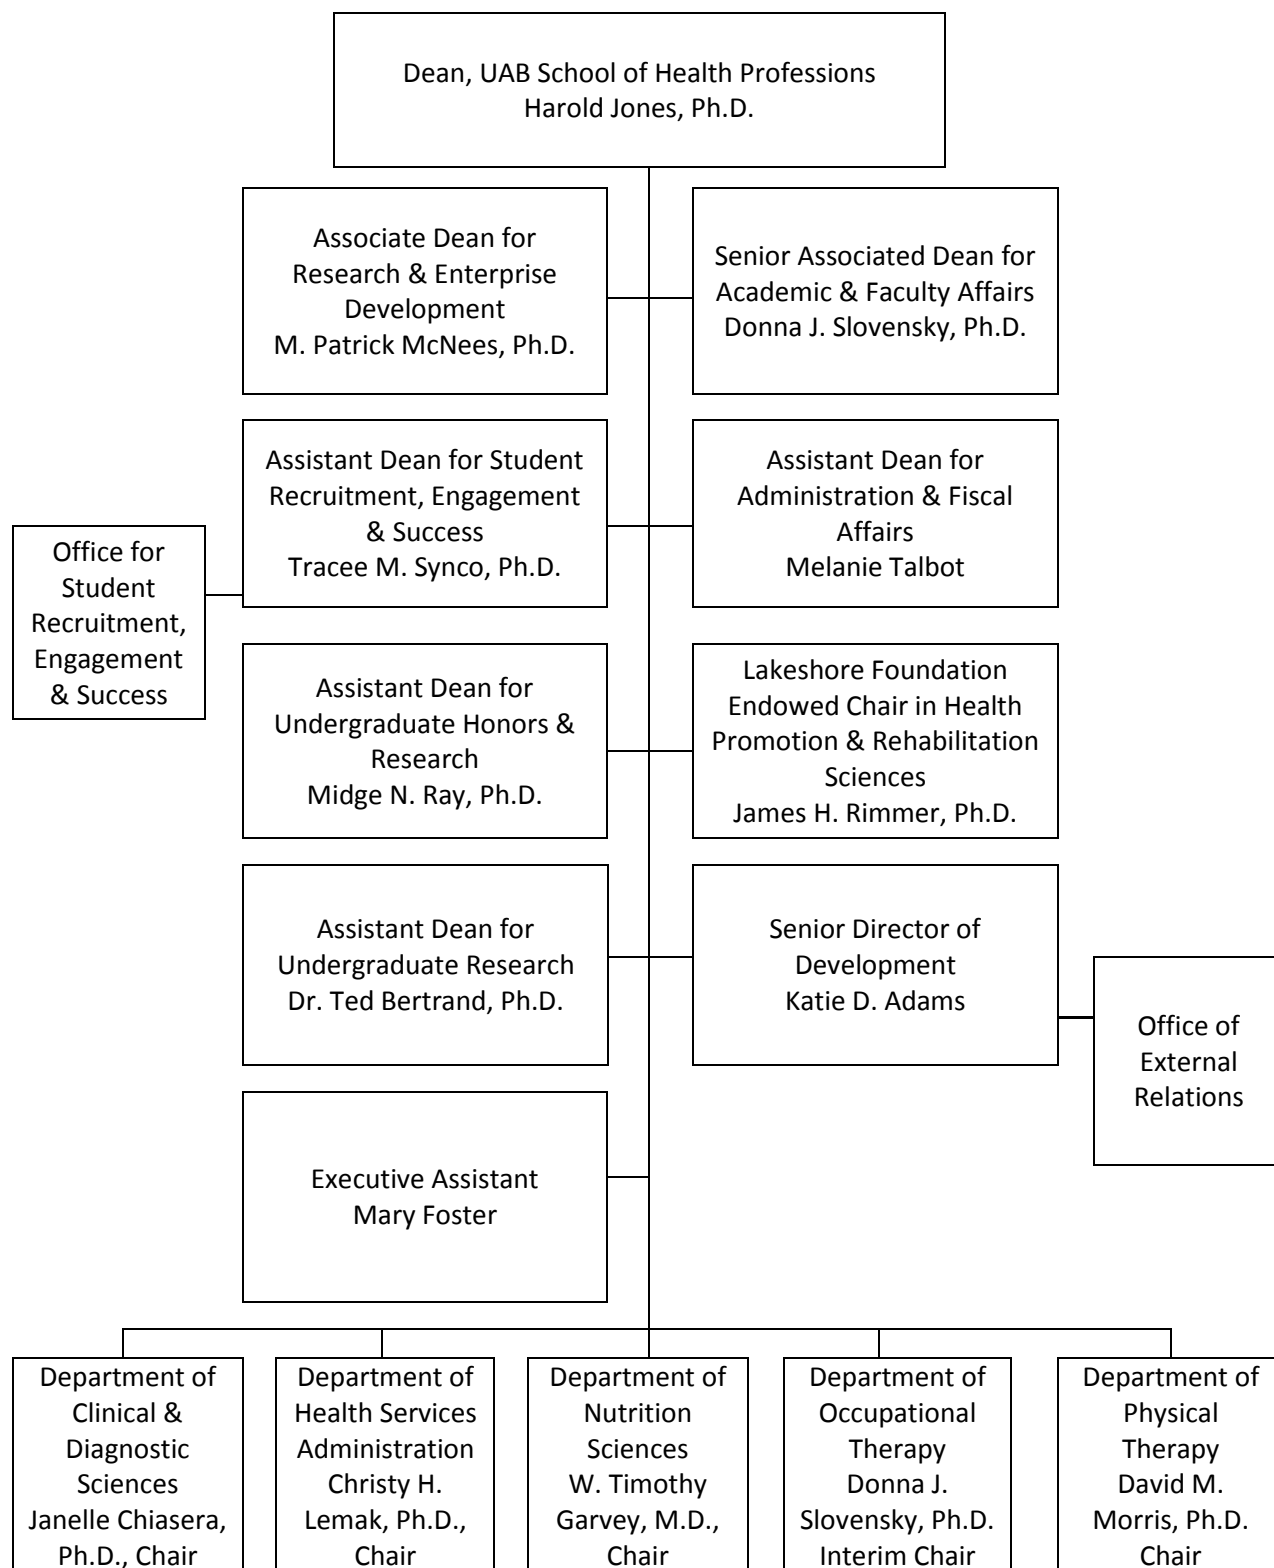 Dean, UAB School of Health Professions
Harold Jones, Ph.D.
Associate Dean for
Research & Enterprise
Development
M. Patrick McNees, Ph.D.
Senior Associated Dean for
Academic & Faculty Affairs
Donna J. Slovensky, Ph.D.
Assistant Dean for Student
Recruitment, Engagement
& Success
Tracee M. Synco, Ph.D.
Assistant Dean for
Administration & Fiscal
Affairs
Melanie Talbot
Office for
Student
Recruitment,
Engagement
& Success
Assistant Dean for
Undergraduate Honors &
Research
Midge N. Ray, Ph.D.
Lakeshore Foundation
Endowed Chair in Health
Promotion & Rehabilitation
Sciences
James H. Rimmer, Ph.D.
Assistant Dean for
Undergraduate Research
Dr. Ted Bertrand, Ph.D.
Senior Director of
Development
Katie D. Adams
Office of
External
Relations
Executive Assistant
Mary Foster
Department of
Clinical &
Diagnostic
Sciences
Janelle Chiasera,
Ph.D., Chair
Department of
Health Services
Administration
Christy H.
Lemak, Ph.D.,
Chair
Department of
Nutrition
Sciences
W. Timothy
Garvey, M.D.,
Chair
Department of
Occupational
Therapy
Donna J.
Slovensky, Ph.D.
Interim Chair
Department of
Physical
Therapy
David M.
Morris, Ph.D.
Chair